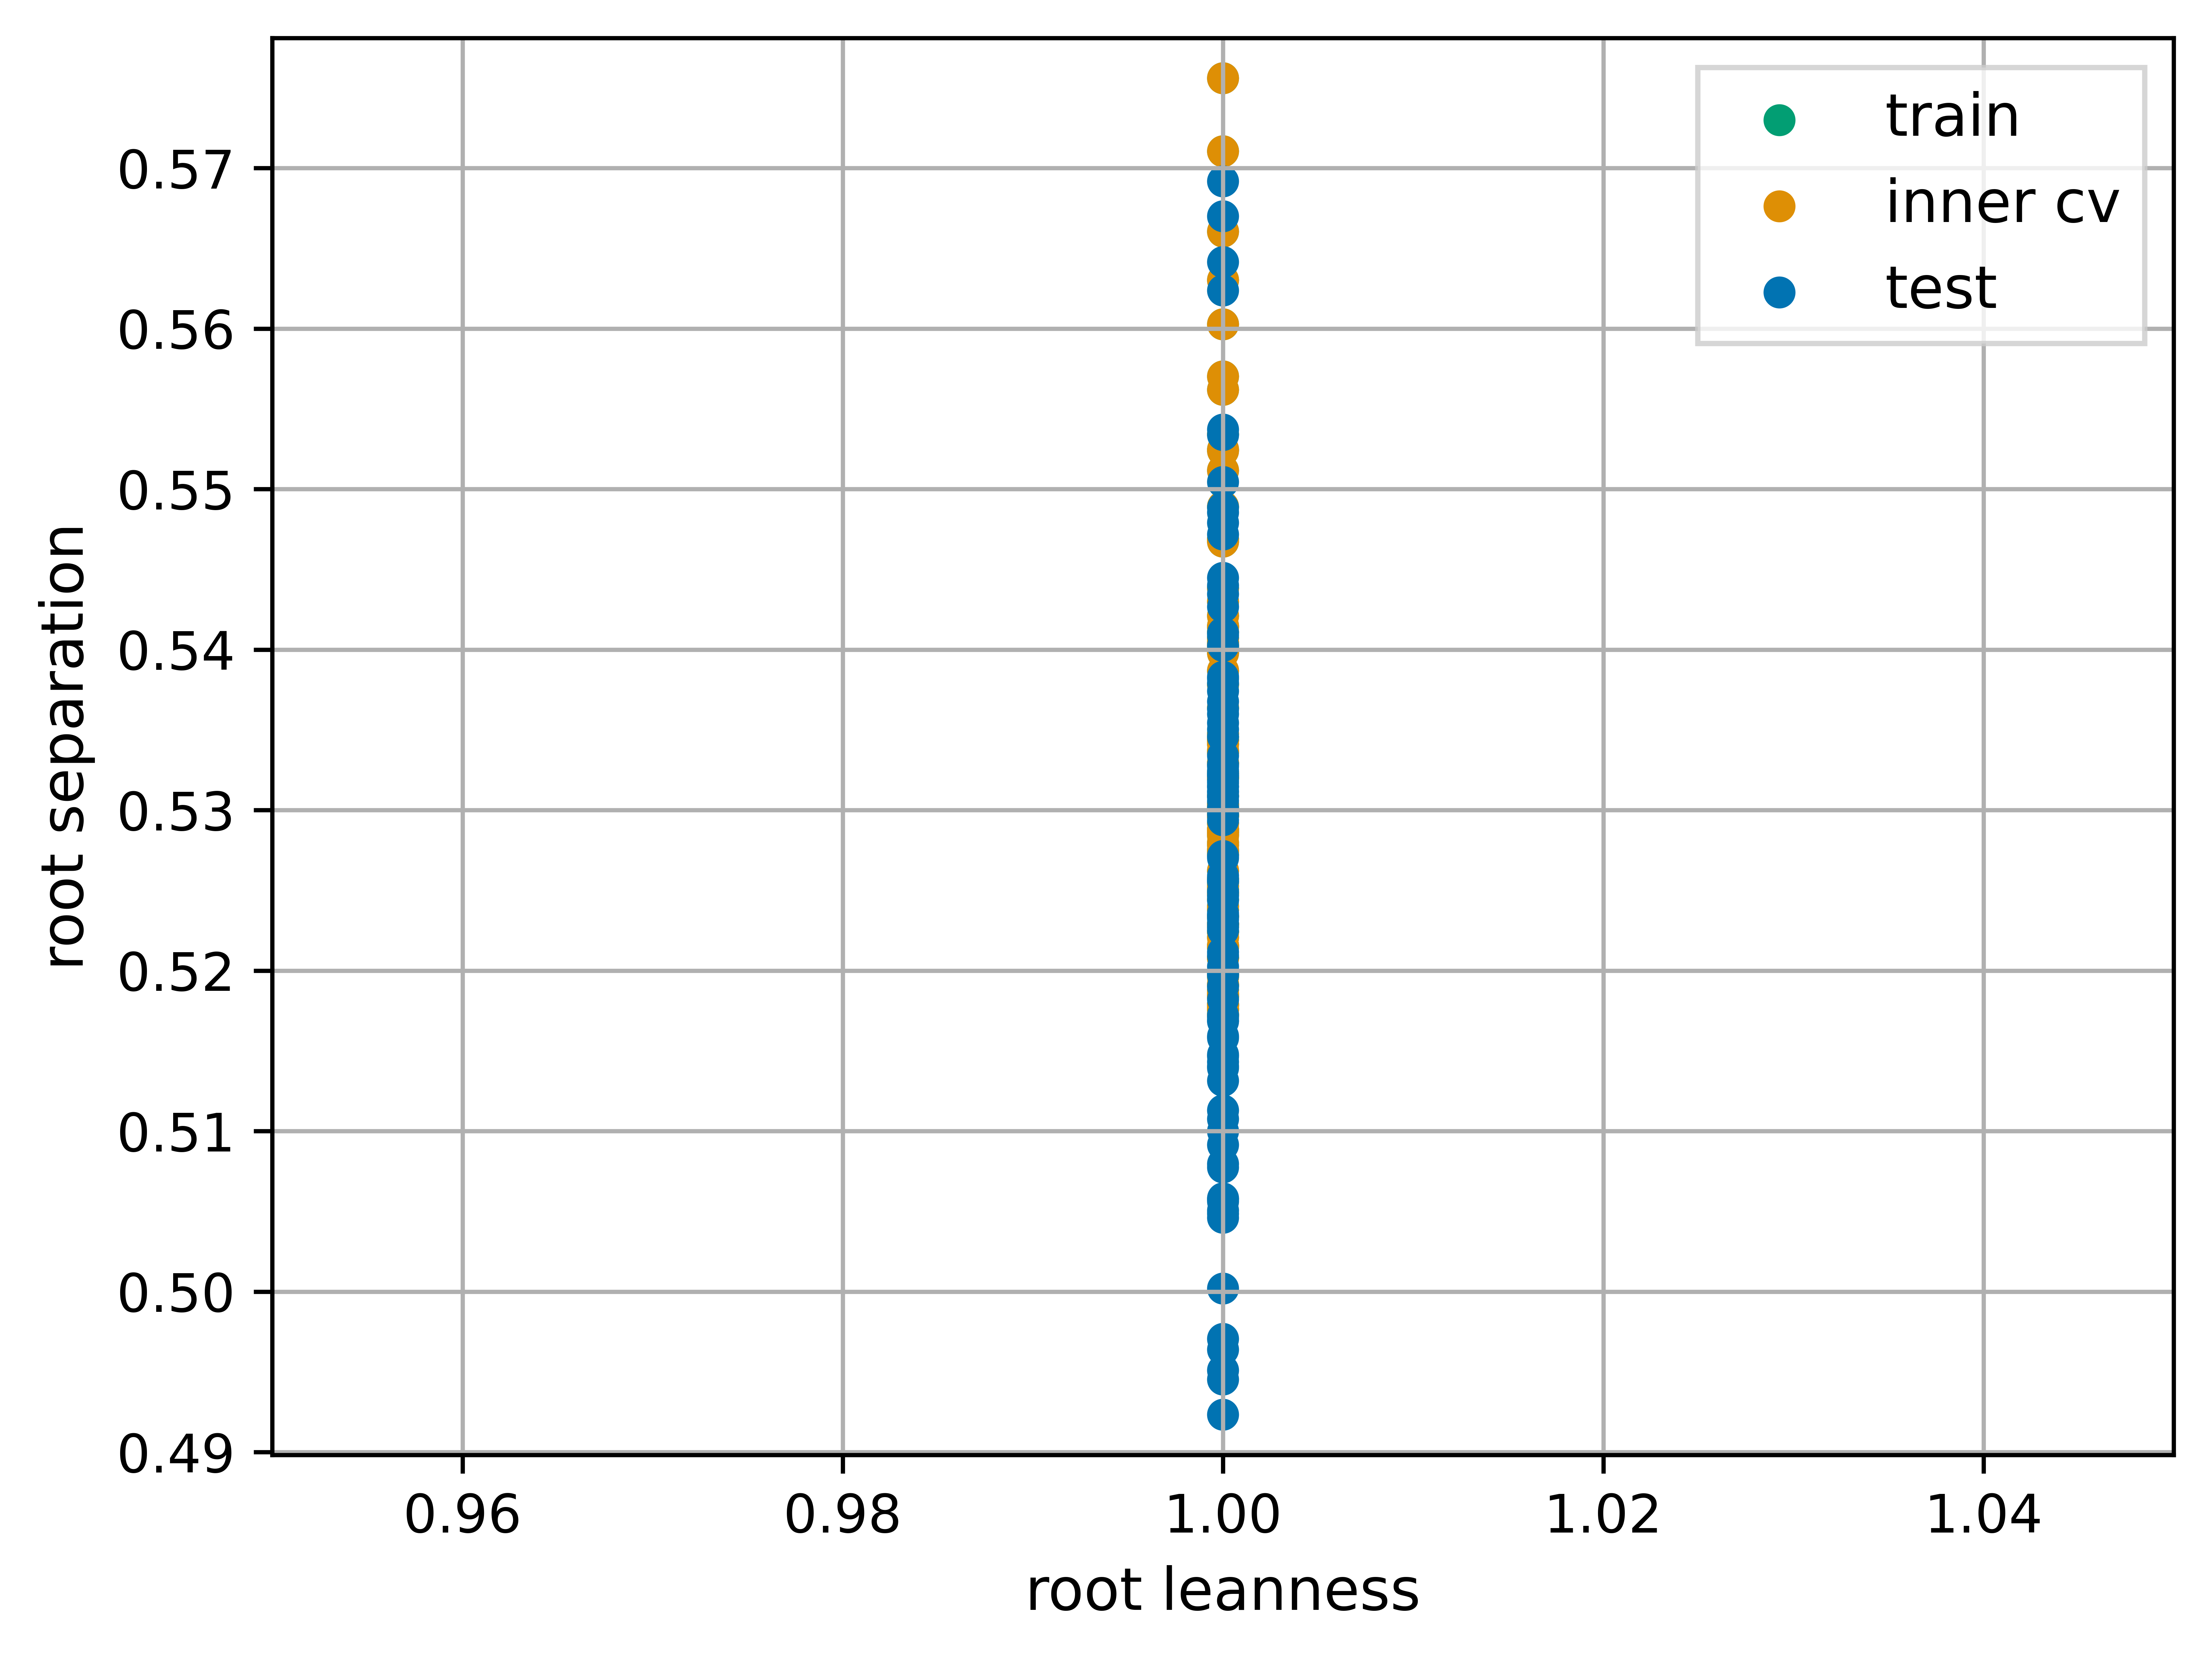 train
inner cv
test
0.57
0.56
0.55
0.54
0.53
0.52
0.51
0.50
0.49
root separation
0.96 0.98 1.00 1.02 1.04
root leanness